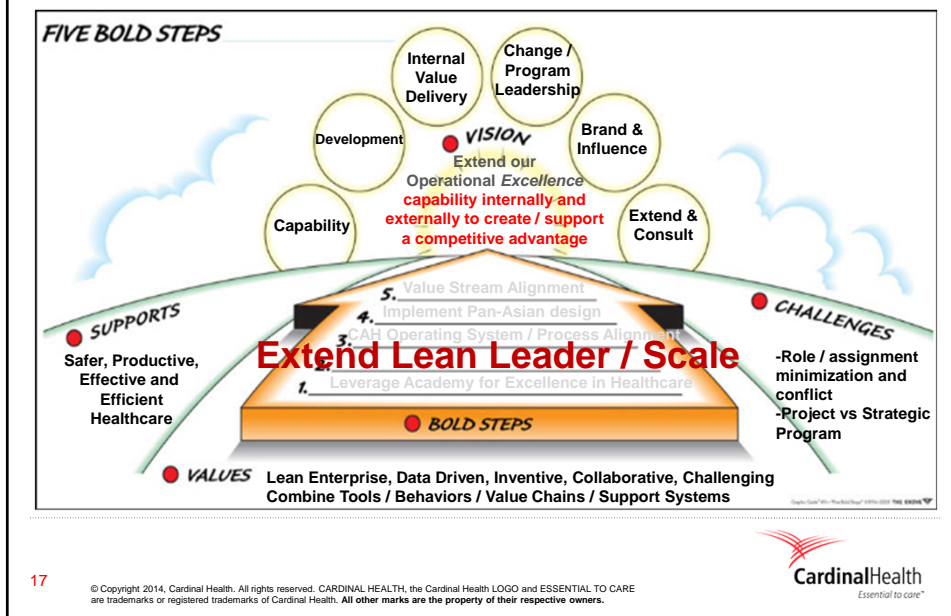 FIVE BOLD STEPS
Internal
Value
Delivery
Change /
Program
Leadership
Development
Brand &
Influence
Capability
Extend &
Consult
VISION
Extend our
Operational Excellence
capability internally and
externally to create / support
a competitive advantage
SUPPORTS
Safer, Productive,
Effective and
Efficient
Healthcare
5. Value Stream Alignment
4. Implement Pan-Asian design
3. CAH Operating System / Process Alignment
Extend Lean Leader / Scale
2.
1. Leverage Academy for Excellence in Healthcare
BOLD STEPS
CHALLENGES
-Role / assignment
minimization and
conflict
-Project vs Strategic
Program
VALUES
Lean Enterprise, Data Driven, Inventive, Collaborative, Challenging
Combine Tools / Behaviors / Value Chains / Support Systems
THE GROVE
17
© Copyright 2014, Cardinal Health. All rights reserved. CARDINAL HEALTH, the Cardinal Health LOGO and ESSENTIAL TO CARE
are trademarks or registered trademarks of Cardinal Health. All other marks are the property of their respective owners.
CardinalHealth
Essential to care™